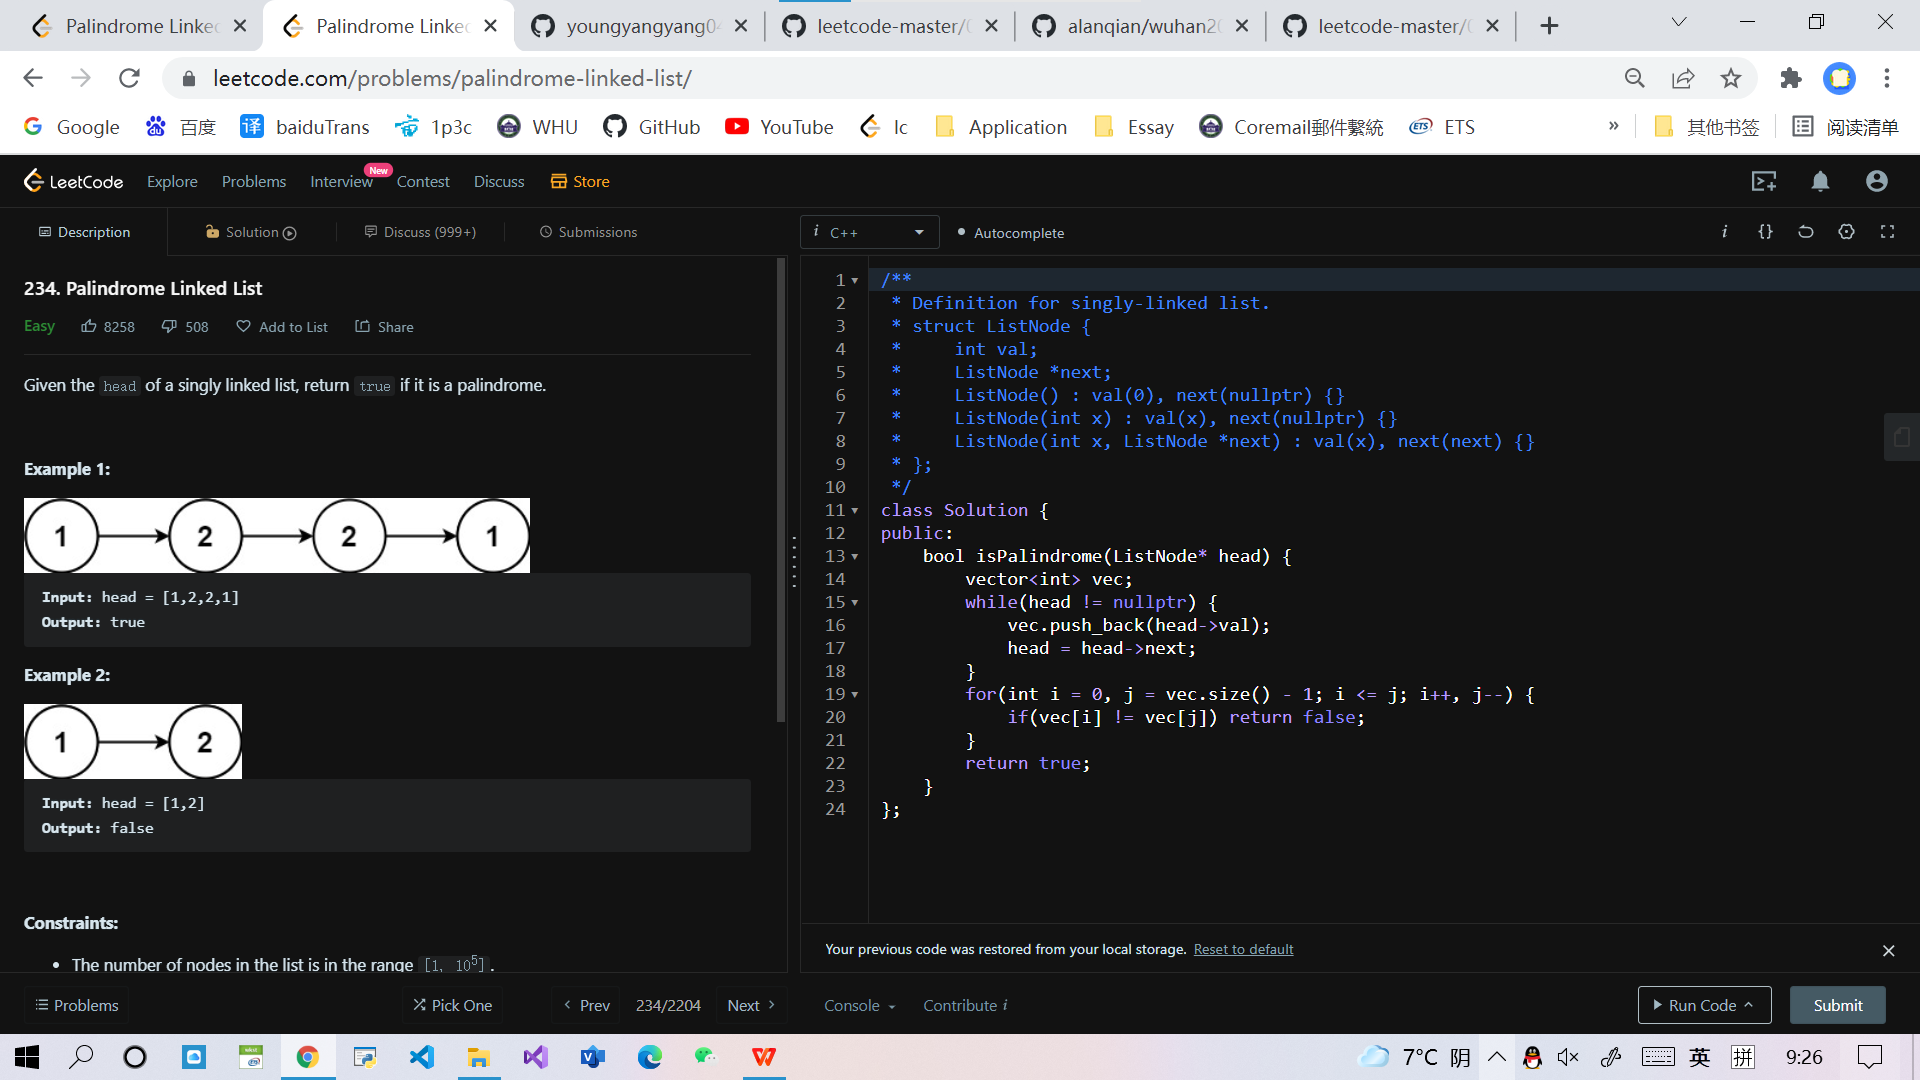 Palindrome Linke
Palindrome Linke
youngyangyang04
leetcode-master/
alanqian/wuhan2
leetcode-master/
leetcode.com/problems/palindrome-linked-list/
Google 百度 译 baiduTrans 1p3c WHU GitHub YouTube lc Application Essay Coremail郵件繫統 ETS ETS » 其他书签 阅读清单
LeetCode Explore Problems Interview New Contest Discuss Store
Description Solution Discuss (999+) Submissions
i C++ Autocomplete i {}
234. Palindrome Linked List
Easy 8258 508 Add to List Share
Given the head of a singly linked list, return true if it is a palindrome.
Example 1:
1 2 2 1
Input: head = [1,2,2,1]
Output: true
Example 2:
1 2
Input: head = [1,2]
Output: false
Constraints:
• The number of nodes in the list is in the range [1, 10^5].
1 /**
2 * Definition for singly-linked list.
3 * struct ListNode {
4 *     int val;
5 *     ListNode *next;
6 *     ListNode() : val(0), next(nullptr) {}
7 *     ListNode(int x) : val(x), next(nullptr) {}
8 *     ListNode(int x, ListNode *next) : val(x), next(next) {}
9 * };
10 */
11 class Solution {
12 public:
13     bool isPalindrome(ListNode* head) {
14         vector<int> vec;
15         while(head != nullptr) {
16             vec.push_back(head->val);
17             head = head->next;
18         }
19         for(int i = 0, j = vec.size() - 1; i <= j; i++, j--) {
20             if(vec[i] != vec[j]) return false;
21         }
22         return true;
23     }
24 };
Your previous code was restored from your local storage. Reset to default
Problems Pick One Prev 234/2204 Next Console Contribute i Run Code Submit
7°C 阴 英 拼 9:26